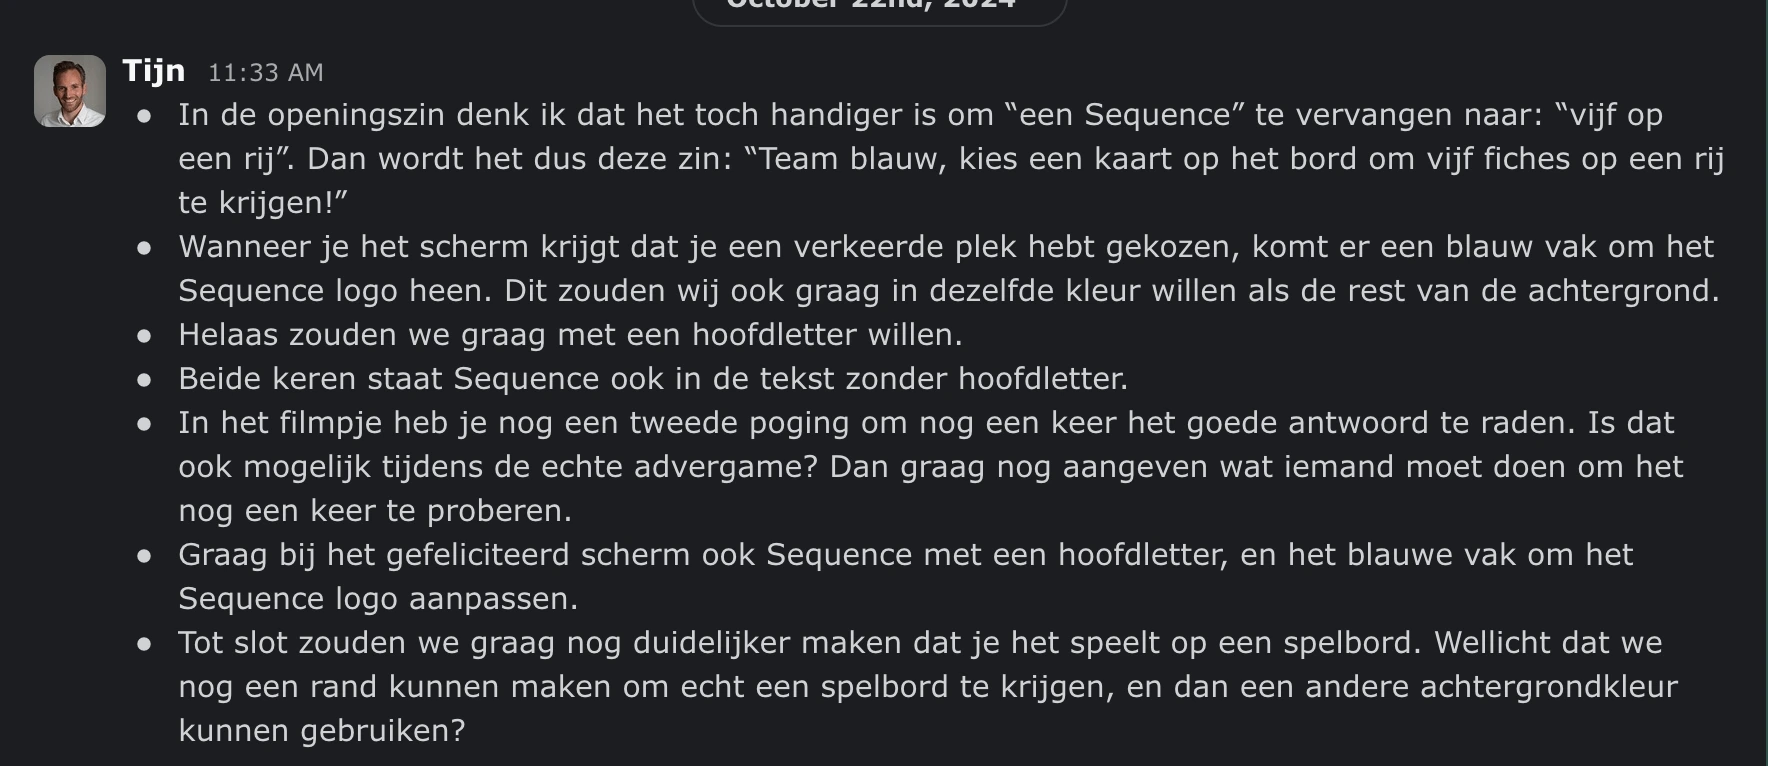 October 22nd, 2024
Tijn 11:33 AM
• In de openingszin denk ik dat het toch handiger is om “een Sequence” te vervangen naar: “vijf op
een rij”. Dan wordt het dus deze zin: “Team blauw, kies een kaart op het bord om vijf fiches op een rij
te krijgen!”
• Wanneer je het scherm krijgt dat je een verkeerde plek hebt gekozen, komt er een blauw vak om het
Sequence logo heen. Dit zouden wij ook graag in dezelfde kleur willen als de rest van de achtergrond.
• Helaas zouden we graag met een hoofdletter willen.
• Beide keren staat Sequence ook in de tekst zonder hoofdletter.
• In het filmpje heb je nog een tweede poging om nog een keer het goede antwoord te raden. Is dat
ook mogelijk tijdens de echte advergame? Dan graag nog aangeven wat iemand moet doen om het
nog een keer te proberen.
• Graag bij het gefeliciteerd scherm ook Sequence met een hoofdletter, en het blauwe vak om het
Sequence logo aanpassen.
• Tot slot zouden we graag nog duidelijker maken dat je het speelt op een spelbord. Wellicht dat we
nog een rand kunnen maken om echt een spelbord te krijgen, en dan een andere achtergrondkleur
kunnen gebruiken?